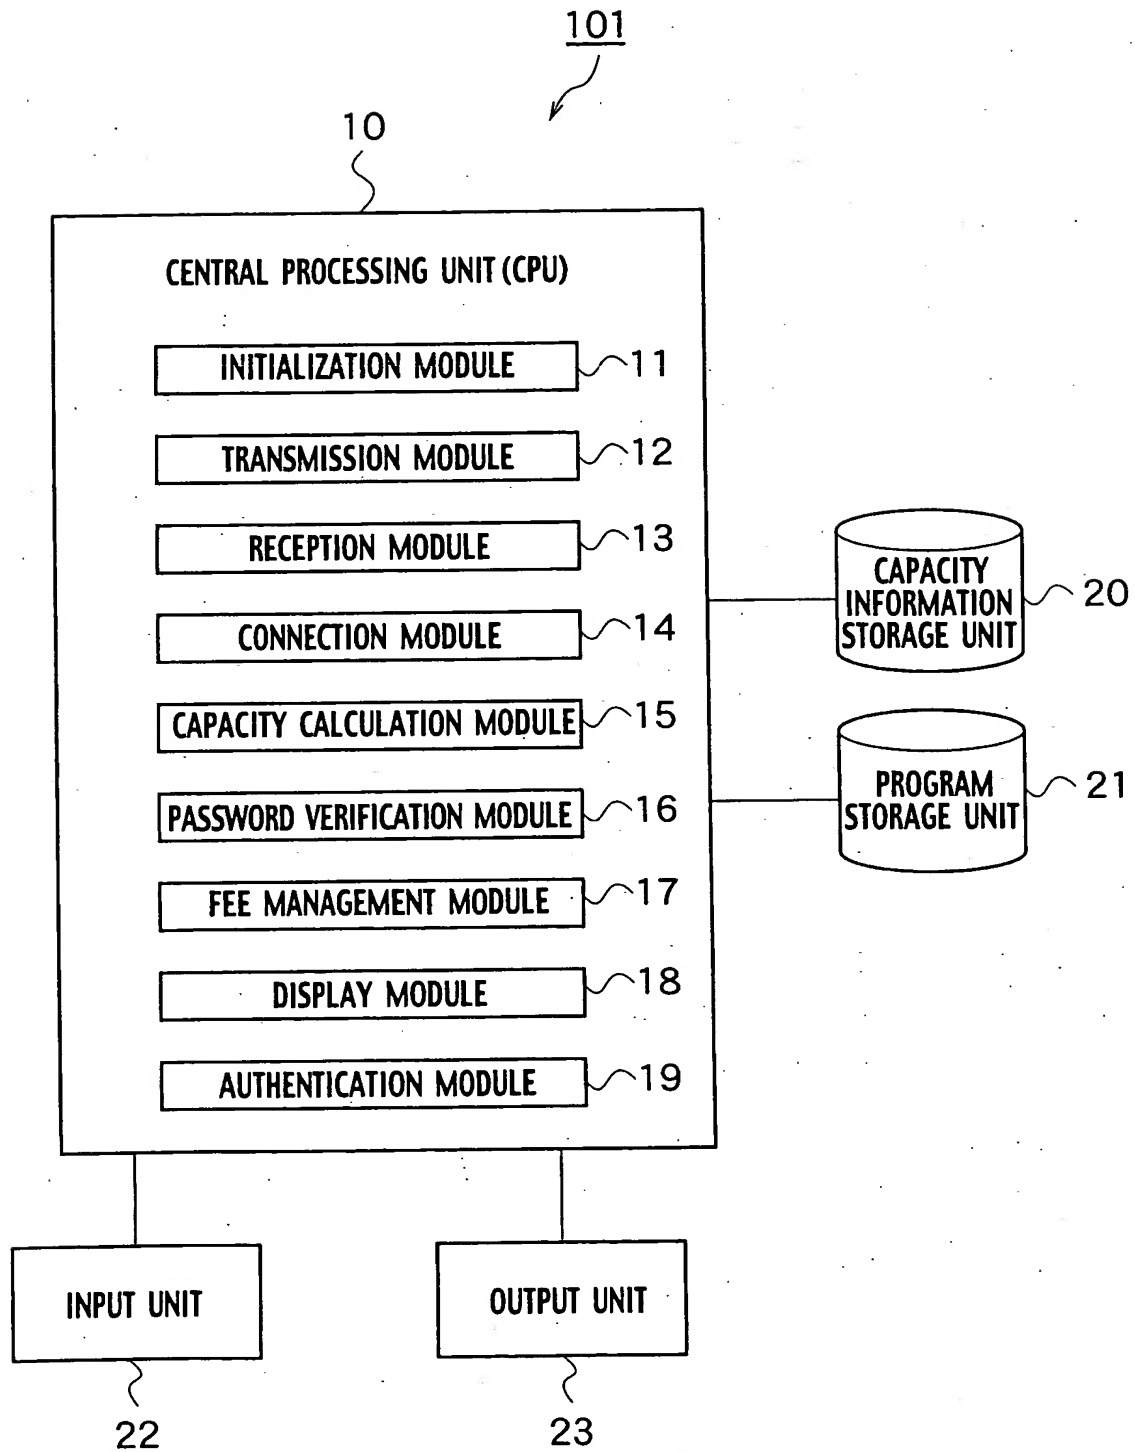 101
10
CENTRAL PROCESSING UNIT (CPU)
INITIALIZATION MODULE 11
TRANSMISSION MODULE 12
RECEPTION MODULE 13
CONNECTION MODULE 14
CAPACITY CALCULATION MODULE 15
PASSWORD VERIFICATION MODULE 16
FEE MANAGEMENT MODULE 17
DISPLAY MODULE 18
AUTHENTICATION MODULE 19
CAPACITY
INFORMATION
STORAGE UNIT
20
PROGRAM
STORAGE UNIT
21
INPUT UNIT
22
OUTPUT UNIT
23